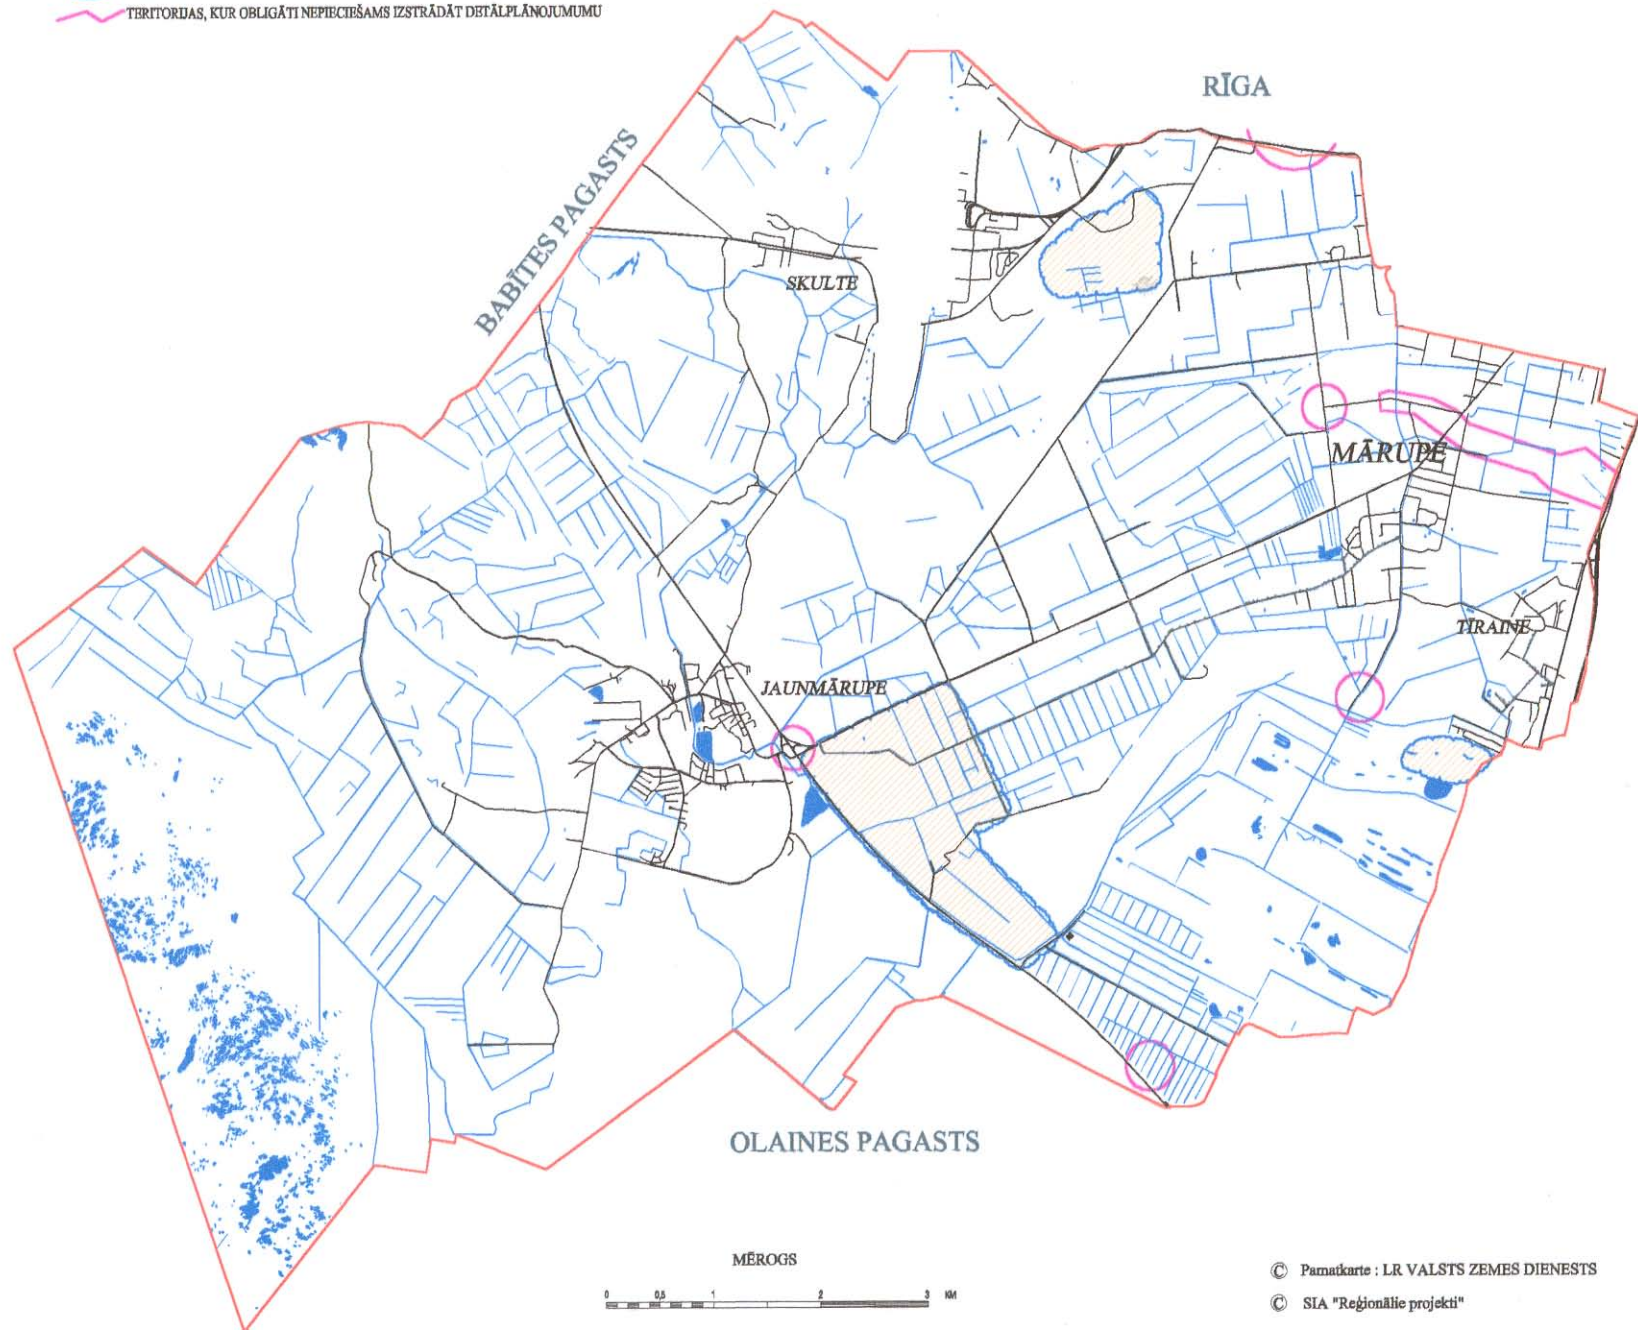 TERITORIJAS, KUR OBLIGĀTI NEPIECIEŠAMS IZSTRĀDĀT DETĀLPLĀNOJUMUMU
RĪGA
BABĪTES PAGASTS
SKULTE
MĀRUPE
TĪRAINE
JAUNMĀRUPE
OLAINES PAGASTS
MĒROGS
0 0,5 1 2 3 KM
© Pamatkarte : LR VALSTS ZEMES DIENESTS
© SIA "Reģionālie projekti"